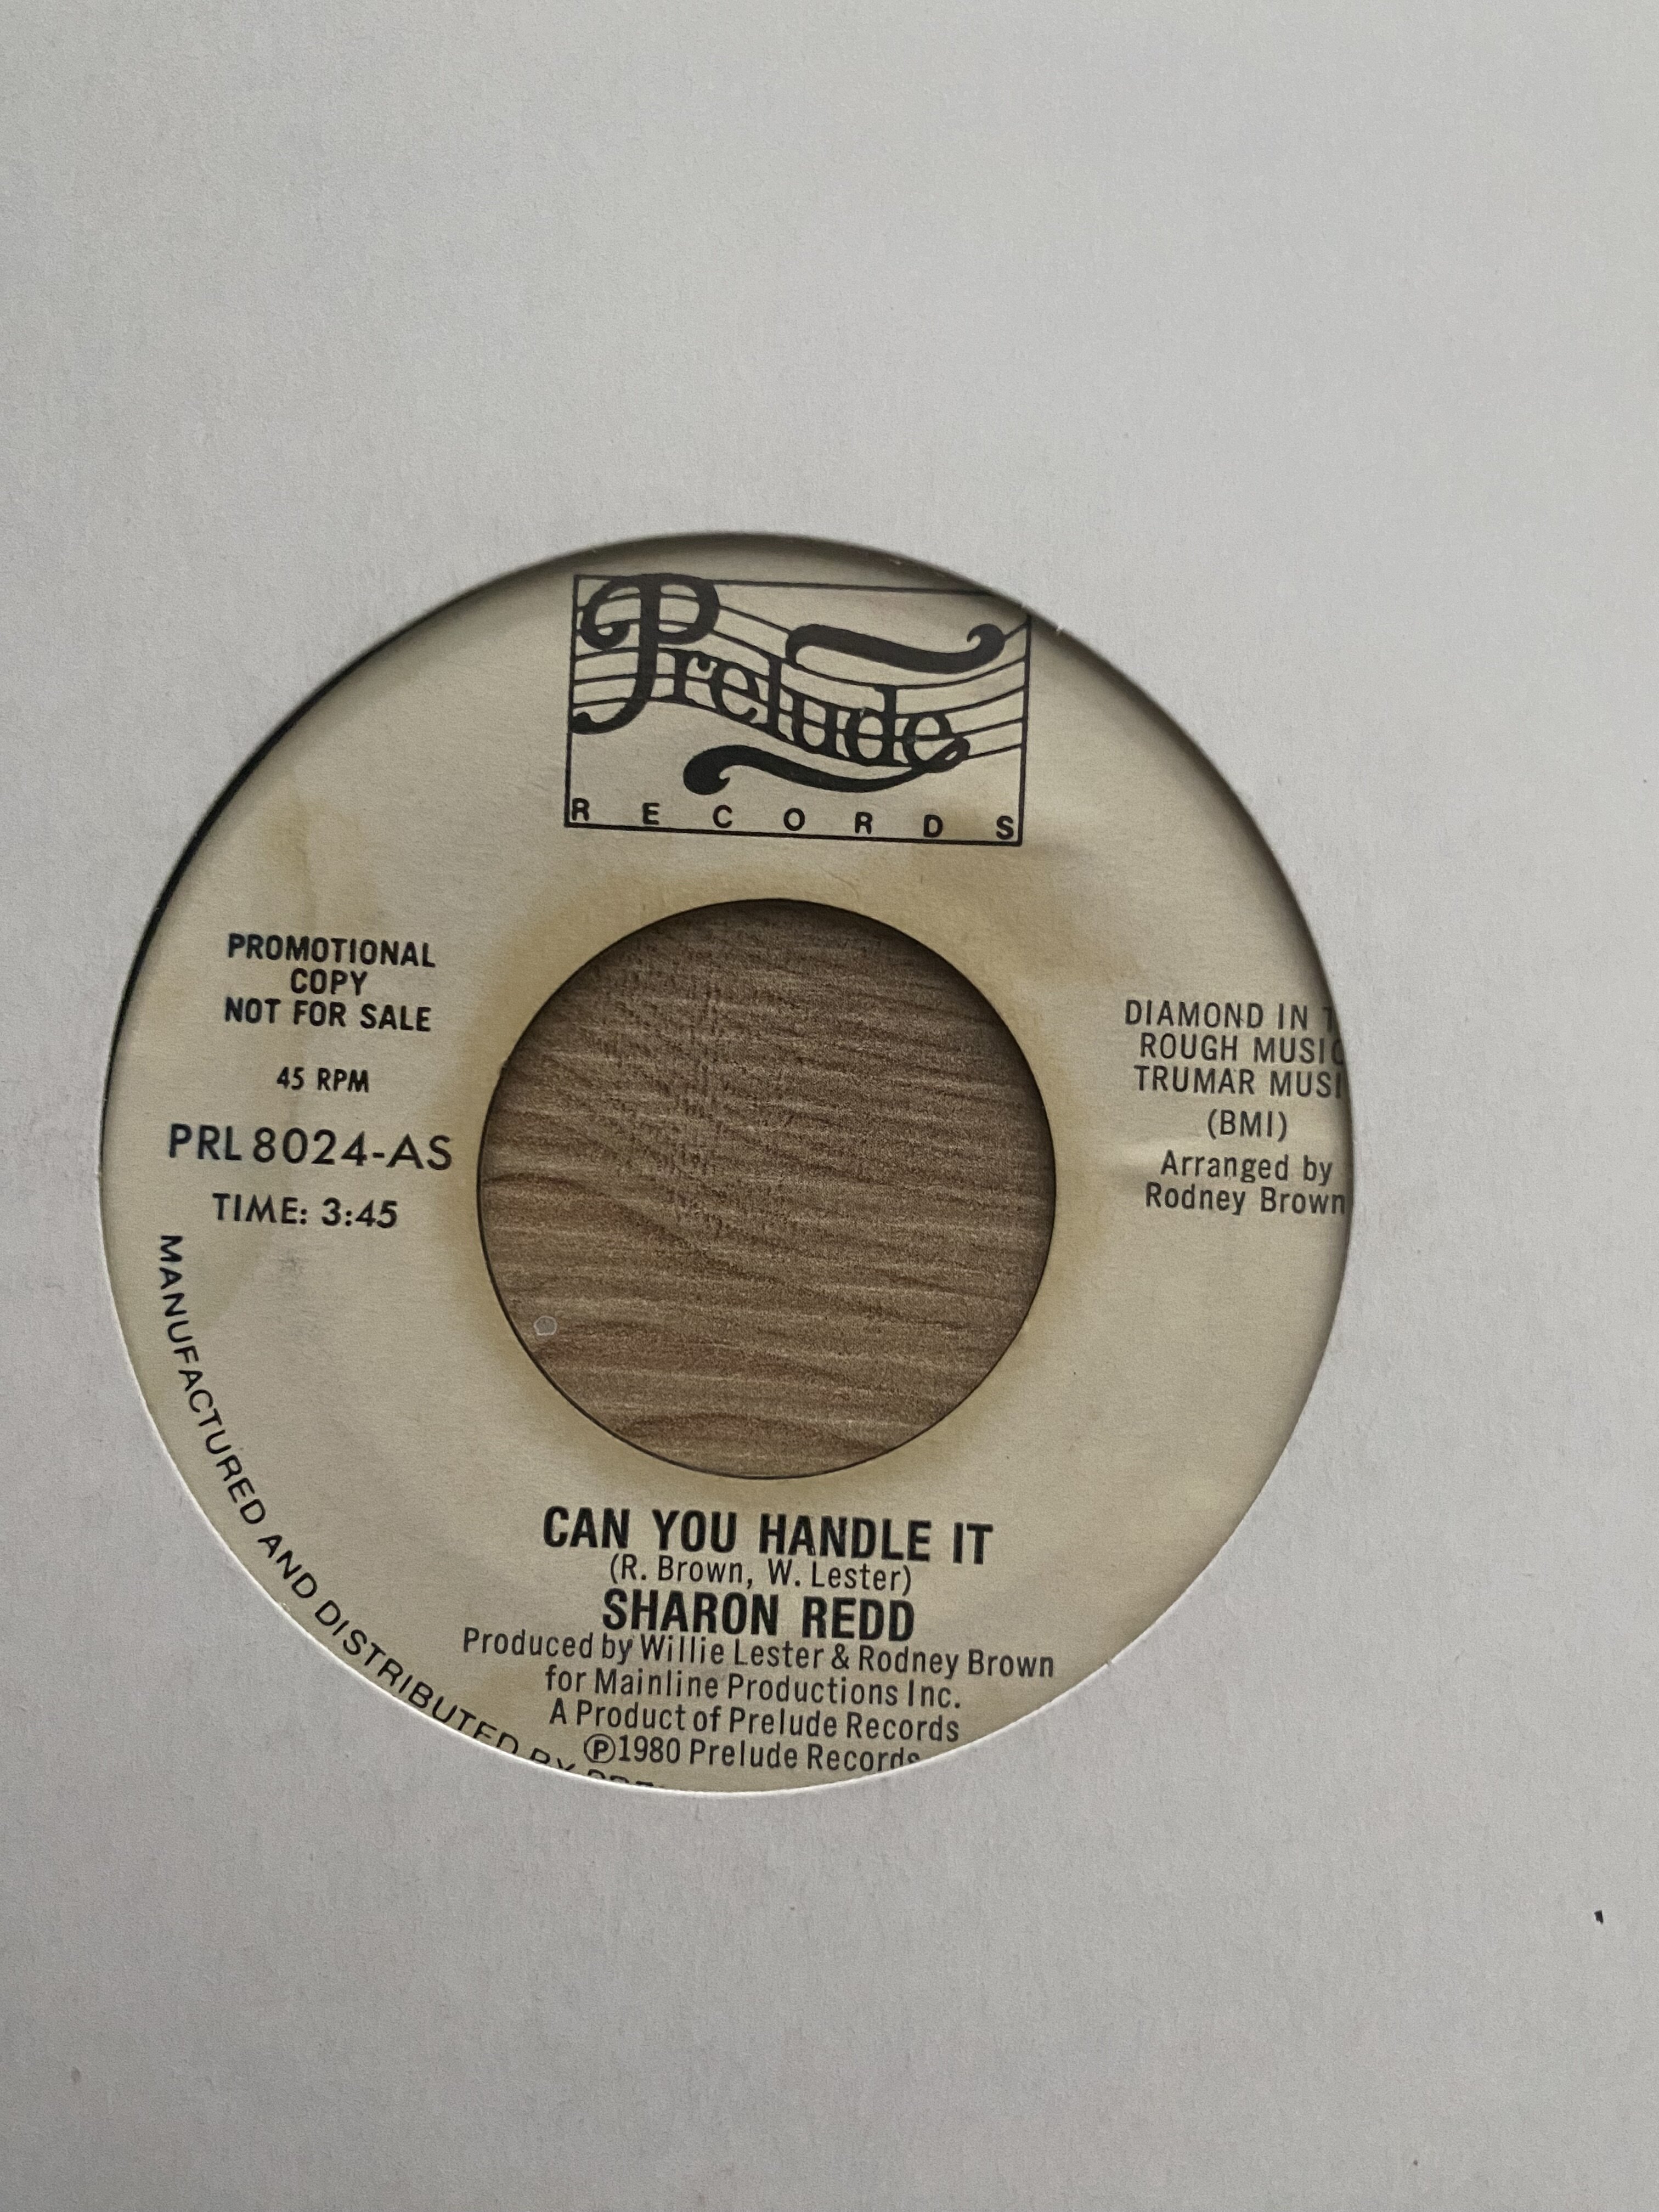 Prelude
RECORDS
PROMOTIONAL
COPY
NOT FOR SALE
45 RPM
PRL 8024-AS
TIME: 3:45
DIAMOND IN
ROUGH MUSIC
TRUMAR MUSI
(BMI)
Arranged by
Rodney Brown
CAN YOU HANDLE IT
(R. Brown, W. Lester)
SHARON REDD
Produced by Willie Lester & Rodney Brown
for Mainline Productions Inc.
A Product of Prelude Records
Ⓟ1980 Prelude Records
MANUFACTURED AND DISTRIBUTED BY